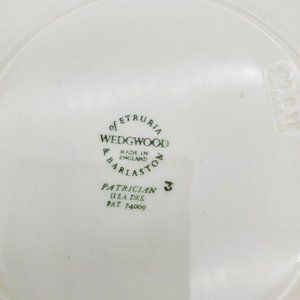 of ETRURIA
WEDGWOOD
MADE IN
ENGLAND
& BARLASTON
PATRICIAN 3
U.S.A DES.
PAT. 74009